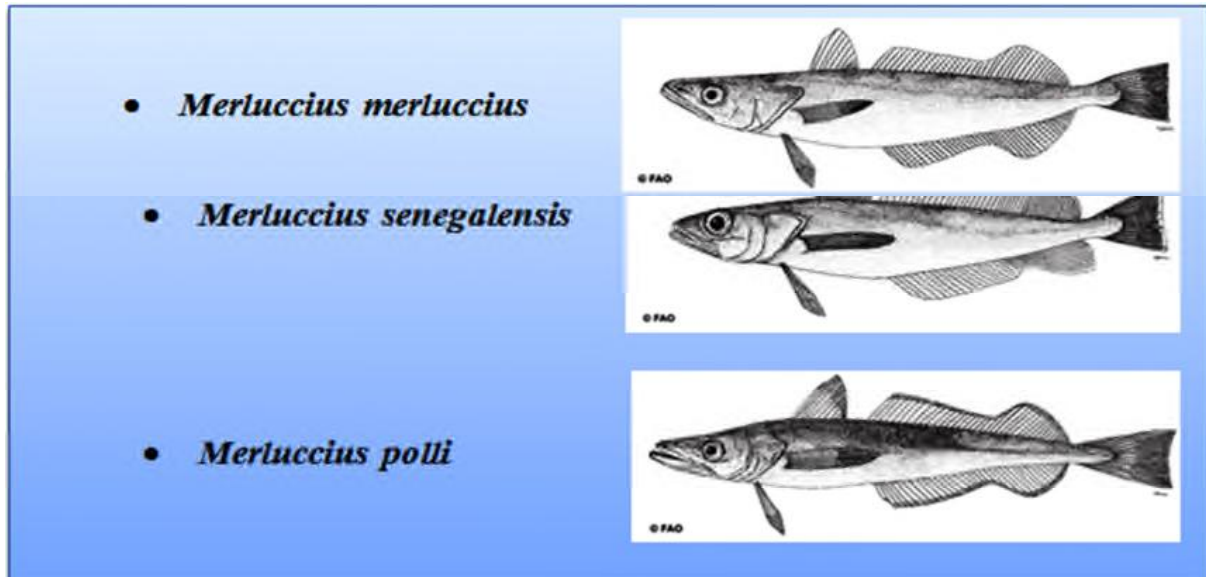 • Merluccius merluccius
© FAO
• Merluccius senegalensis
© FAO
• Merluccius polli
© FAO